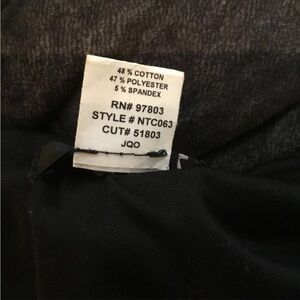 48 % COTTON
47 % POLYESTER
5 % SPANDEX
RN# 97803
STYLE # NTC063
CUT# 51803
JQO